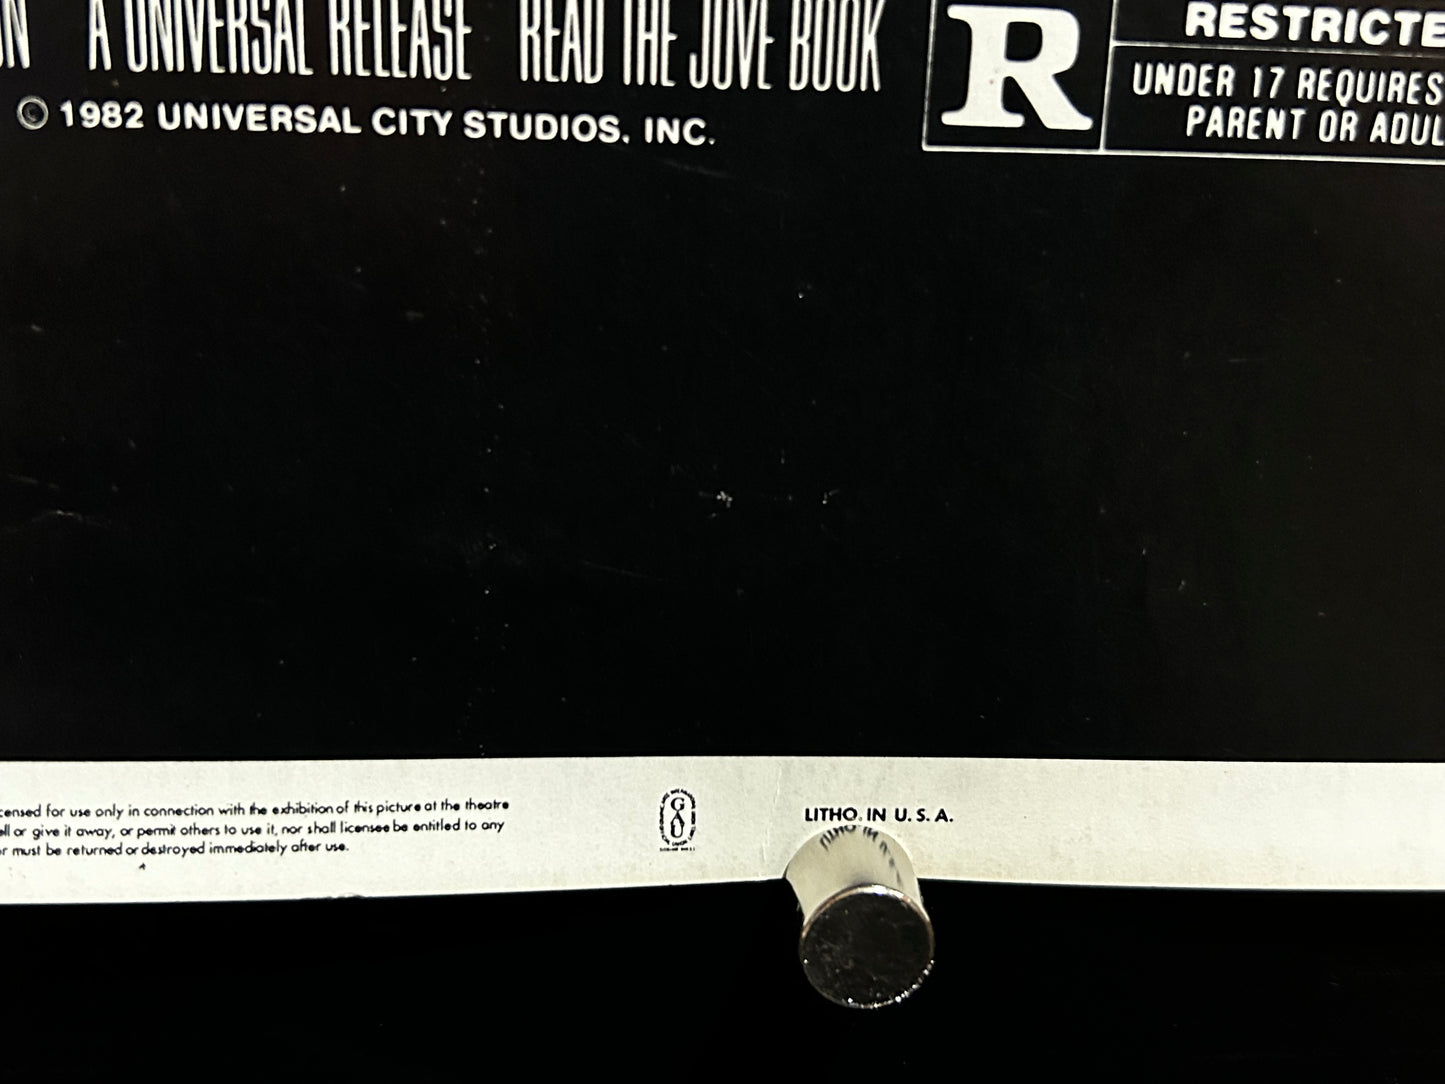 A UNIVERSAL RELEASE READ THE JOVE BOOK
© 1982 UNIVERSAL CITY STUDIOS, INC.
R
RESTRICTE
UNDER 17 REQUIRES
PARENT OR ADUL
censed for use only in connection with the exhibition of this picture at the theatre
ell or give it away, or permit others to use it, nor shall licensee be entitled to any
or must be returned or destroyed immediately after use.
GAU
LITHO. IN U. S. A.